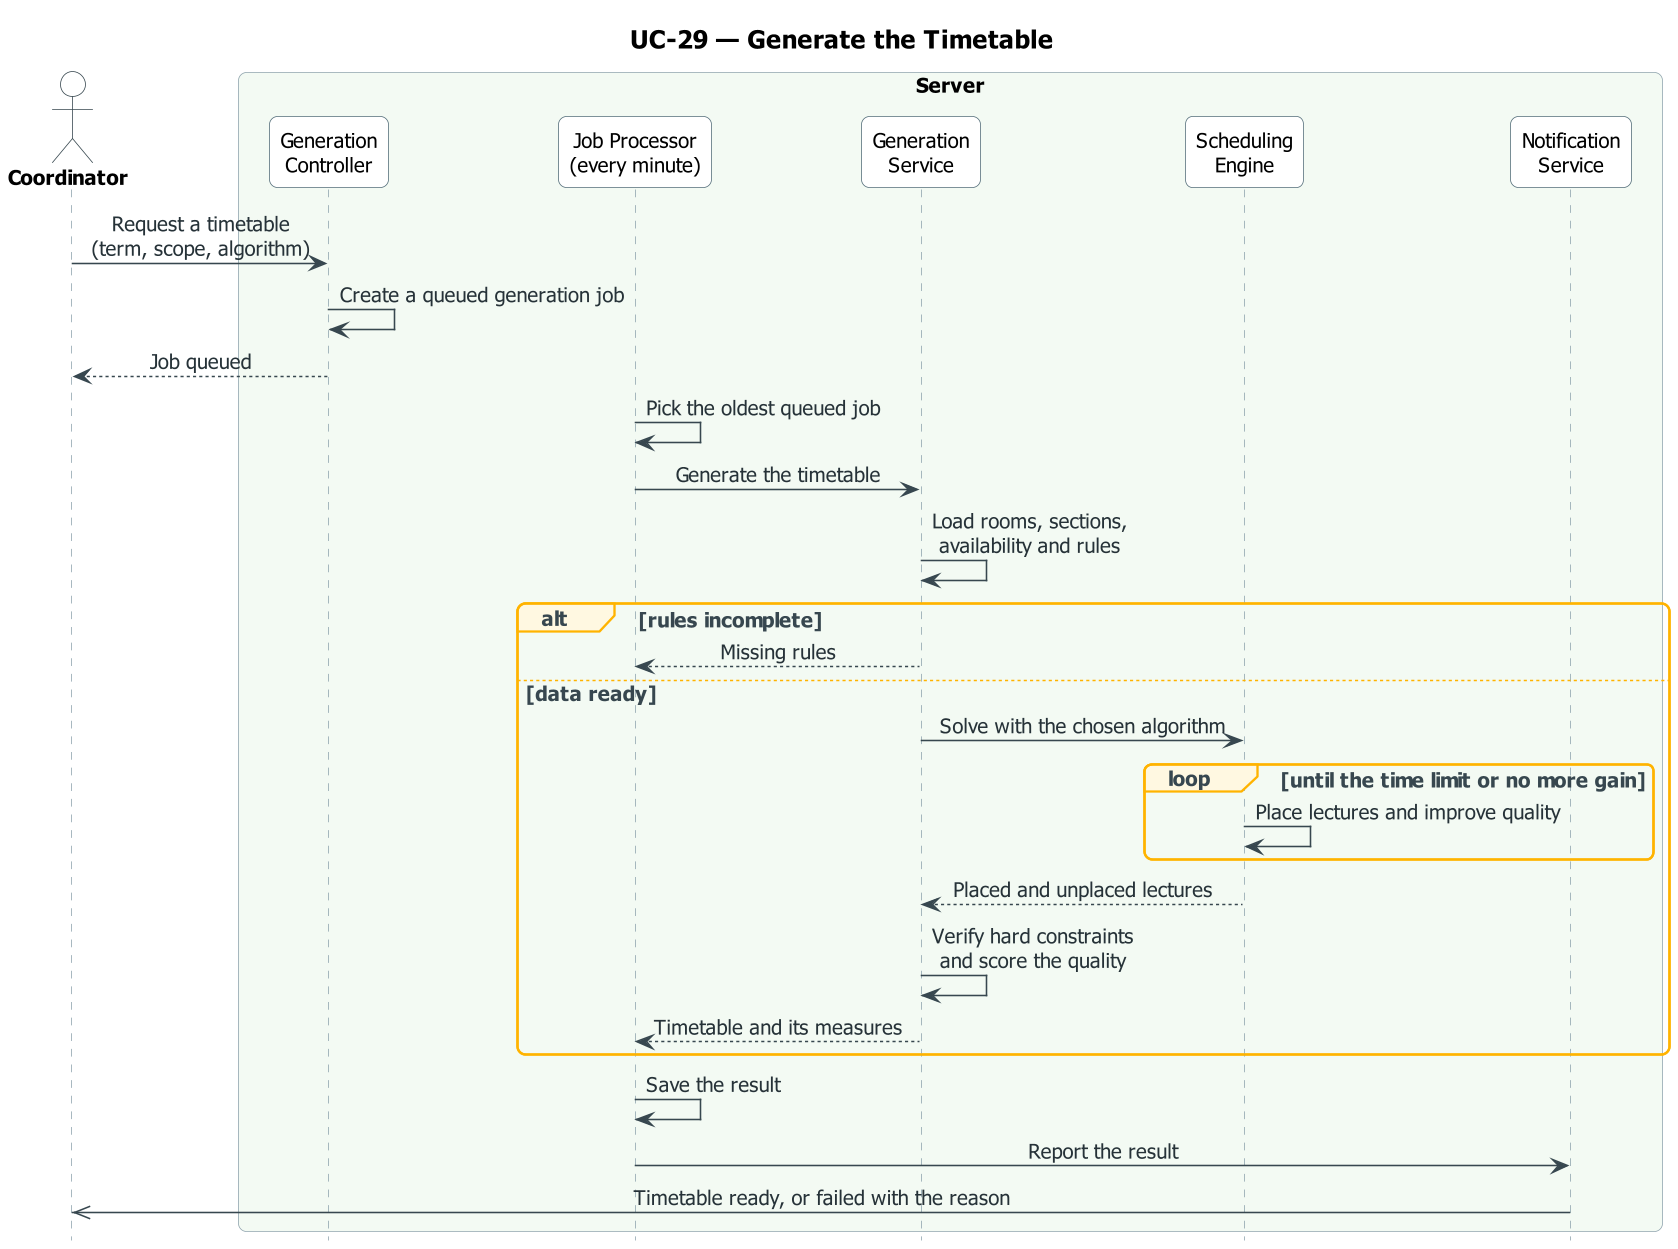 UC-29 — Generate the Timetable
Server
Coordinator
Generation
Controller
Job Processor
(every minute)
Generation
Service
Scheduling
Engine
Notification
Service
Request a timetable
(term, scope, algorithm)
Create a queued generation job
Job queued
Pick the oldest queued job
Generate the timetable
Load rooms, sections,
availability and rules
alt [rules incomplete]
Missing rules
[data ready]
Solve with the chosen algorithm
loop [until the time limit or no more gain]
Place lectures and improve quality
Placed and unplaced lectures
Verify hard constraints
and score the quality
Timetable and its measures
Save the result
Report the result
Timetable ready, or failed with the reason